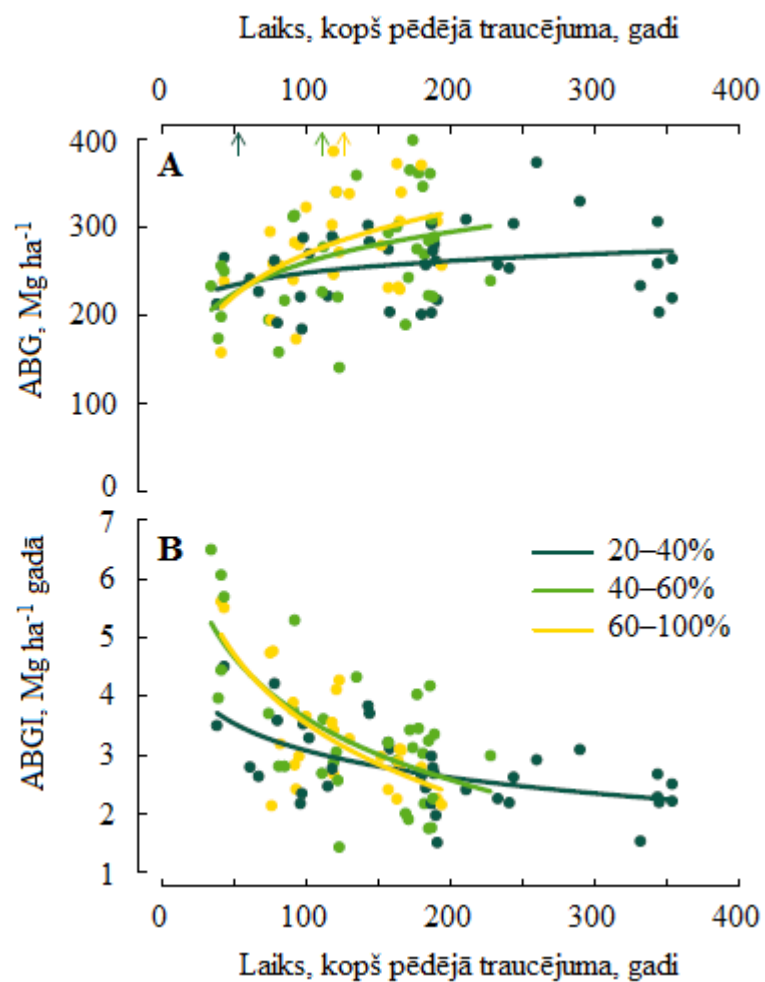 Laiks, kopš pēdējā traucējuma, gadi
0 100 200 300 400
A
ABG, Mg ha⁻¹
400
300
200
100
0
B
ABGI, Mg ha⁻¹ gadā
7
6
5
4
3
2
1
20–40%
40–60%
60–100%
0 100 200 300 400
Laiks, kopš pēdējā traucējuma, gadi